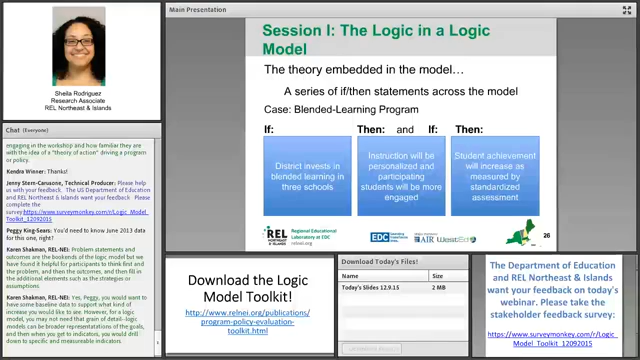 Main Presentation
Session I: The Logic in a Logic
Model
The theory embedded in the model…
A series of if/then statements across the model
Case: Blended-Learning Program
If:
Then: and If:
Then:
District invests in
blended learning in
three schools
Instruction will be
personalized and
participating
students will be more
engaged
Student achievement
will increase as
measured by
standardized
assessment
REL
NORTHEAST
& ISLANDS
Regional Educational
Laboratory at EDC
relnei.org
EDC
AIR
WestEd
26
Sheila Rodriguez
Research Associate
REL Northeast & Islands
Chat (Everyone)
engaging in the workshop and how familiar they are
with the idea of a "theory of action" driving a program
or policy.
Kendra Winner: Thanks!
Jenny Stern-Carusone, Technical Producer: Please help
us with your feedback. The US Department of Education
and REL Northeast & Islands want your feedback!
Please complete the
survey:https://www.surveymonkey.com/r/Logic_Model_
Toolkit_12092015
Peggy King-Sears: You'd need to know June 2013 data
for this one, right?
Karen Shakman, REL-NEI: Problem statements and
outcomes are the bookends of the logic model but we
have found it helpful for participants to think first and
the problem, and then the outcomes, and then fill in
the additional elements such as the strategies or
assumptions.
Karen Shakman, REL-NEI: Yes, Peggy, you would want to
have some baseline data to support what kind of
increase you would like to see. However, for a logic
model, you may not need that grain of detail--logic
models can be broader representations of the goals,
and then when you get to indicators, you would drill
down to specific and measurable indicators.
Download the Logic
Model Toolkit!
http://www.relnei.org/publications/
program-policy-evaluation-
toolkit.html
Download Today's Files!
Name
Size
Today's Slides 12.9.15
2 MB
The Department of Education
and REL Northeast & Islands
want your feedback on today's
webinar. Please take the
stakeholder feedback survey:
https://www.surveymonkey.com/r/
Logic_Model_Toolkit_12092015